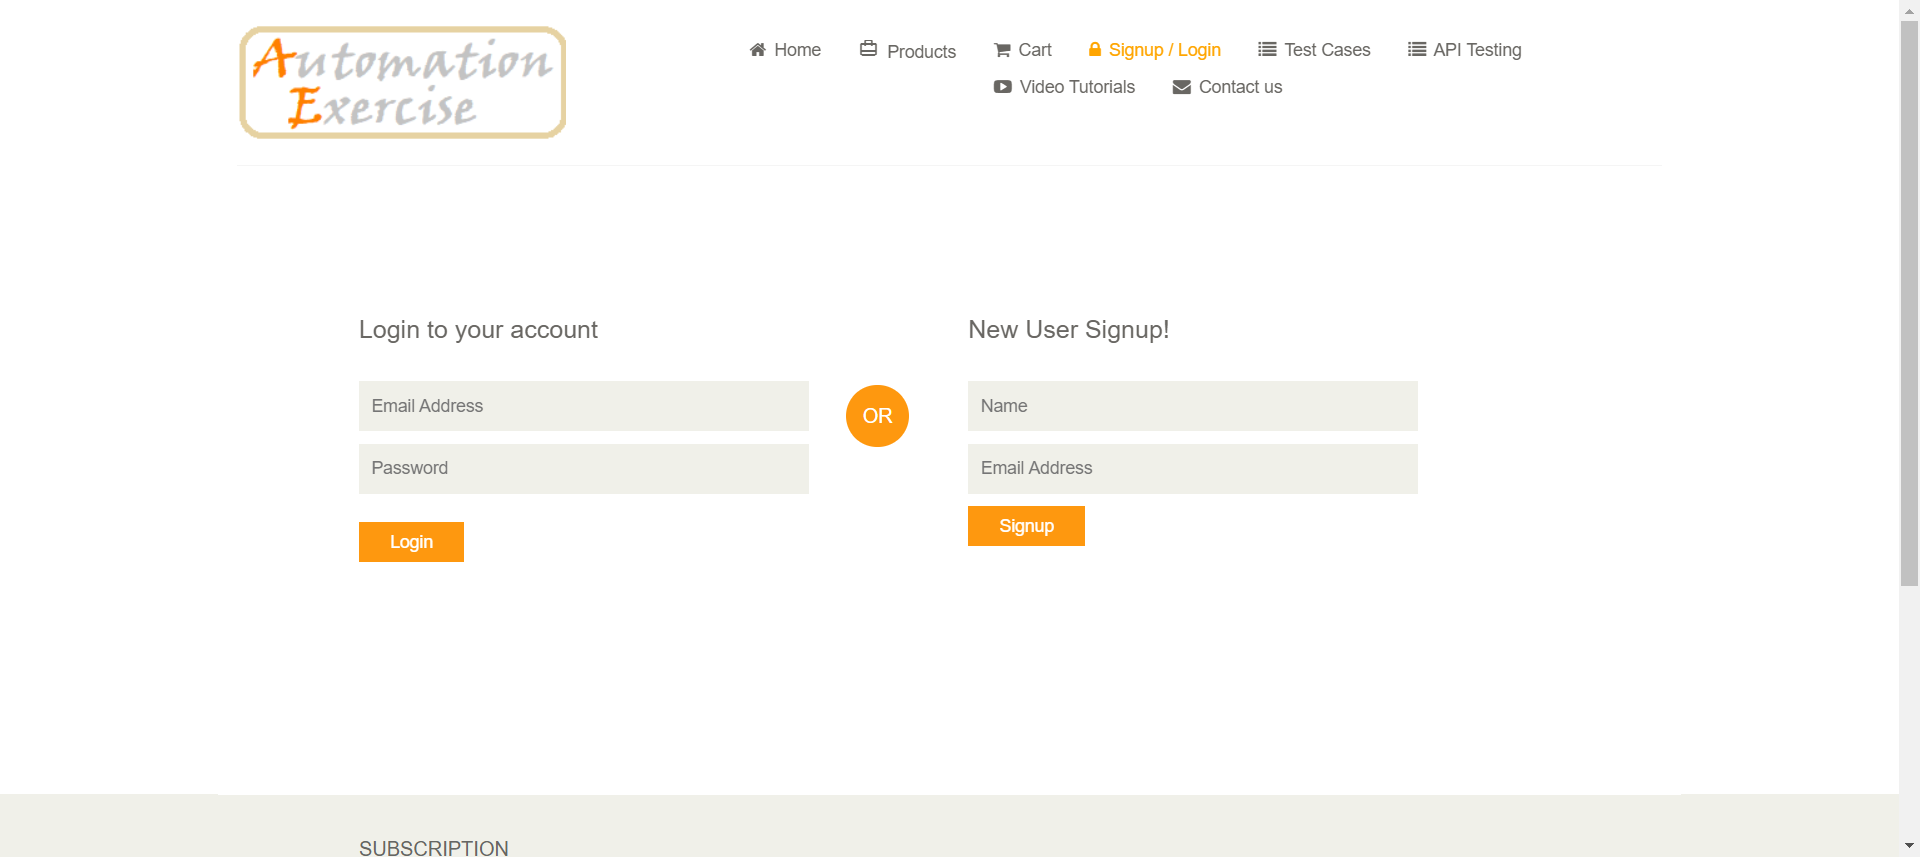 Automation
Exercise
Home Products Cart Signup / Login Test Cases API Testing
Video Tutorials Contact us
Login to your account
Email Address
Password
Login
OR
New User Signup!
Name
Email Address
Signup
SUBSCRIPTION